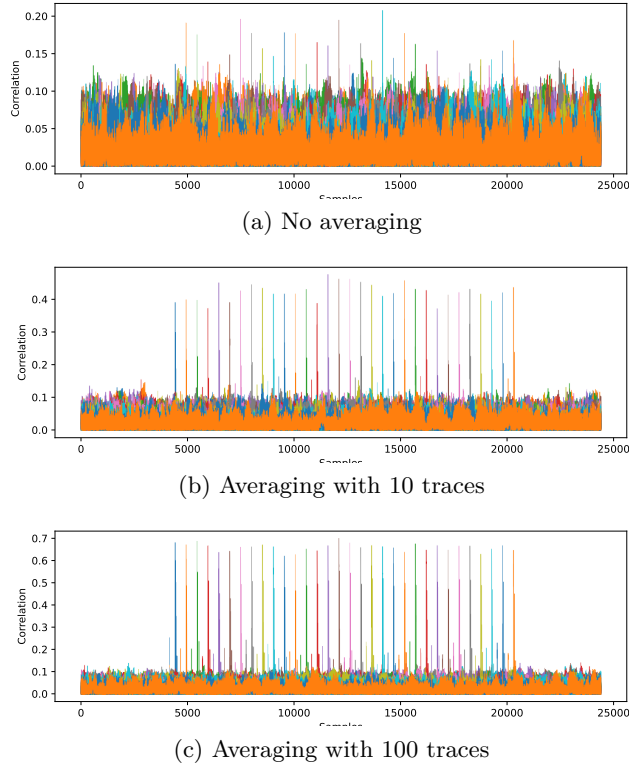 0.20
0.15
0.10
0.05
0.00
Correlation
0 5000 10000 15000 20000 25000
Samples
(a) No averaging
0.4
0.3
0.2
0.1
0.0
Correlation
0 5000 10000 15000 20000 25000
Samples
(b) Averaging with 10 traces
0.7
0.6
0.5
0.4
0.3
0.2
0.1
0.0
Correlation
0 5000 10000 15000 20000 25000
Samples
(c) Averaging with 100 traces